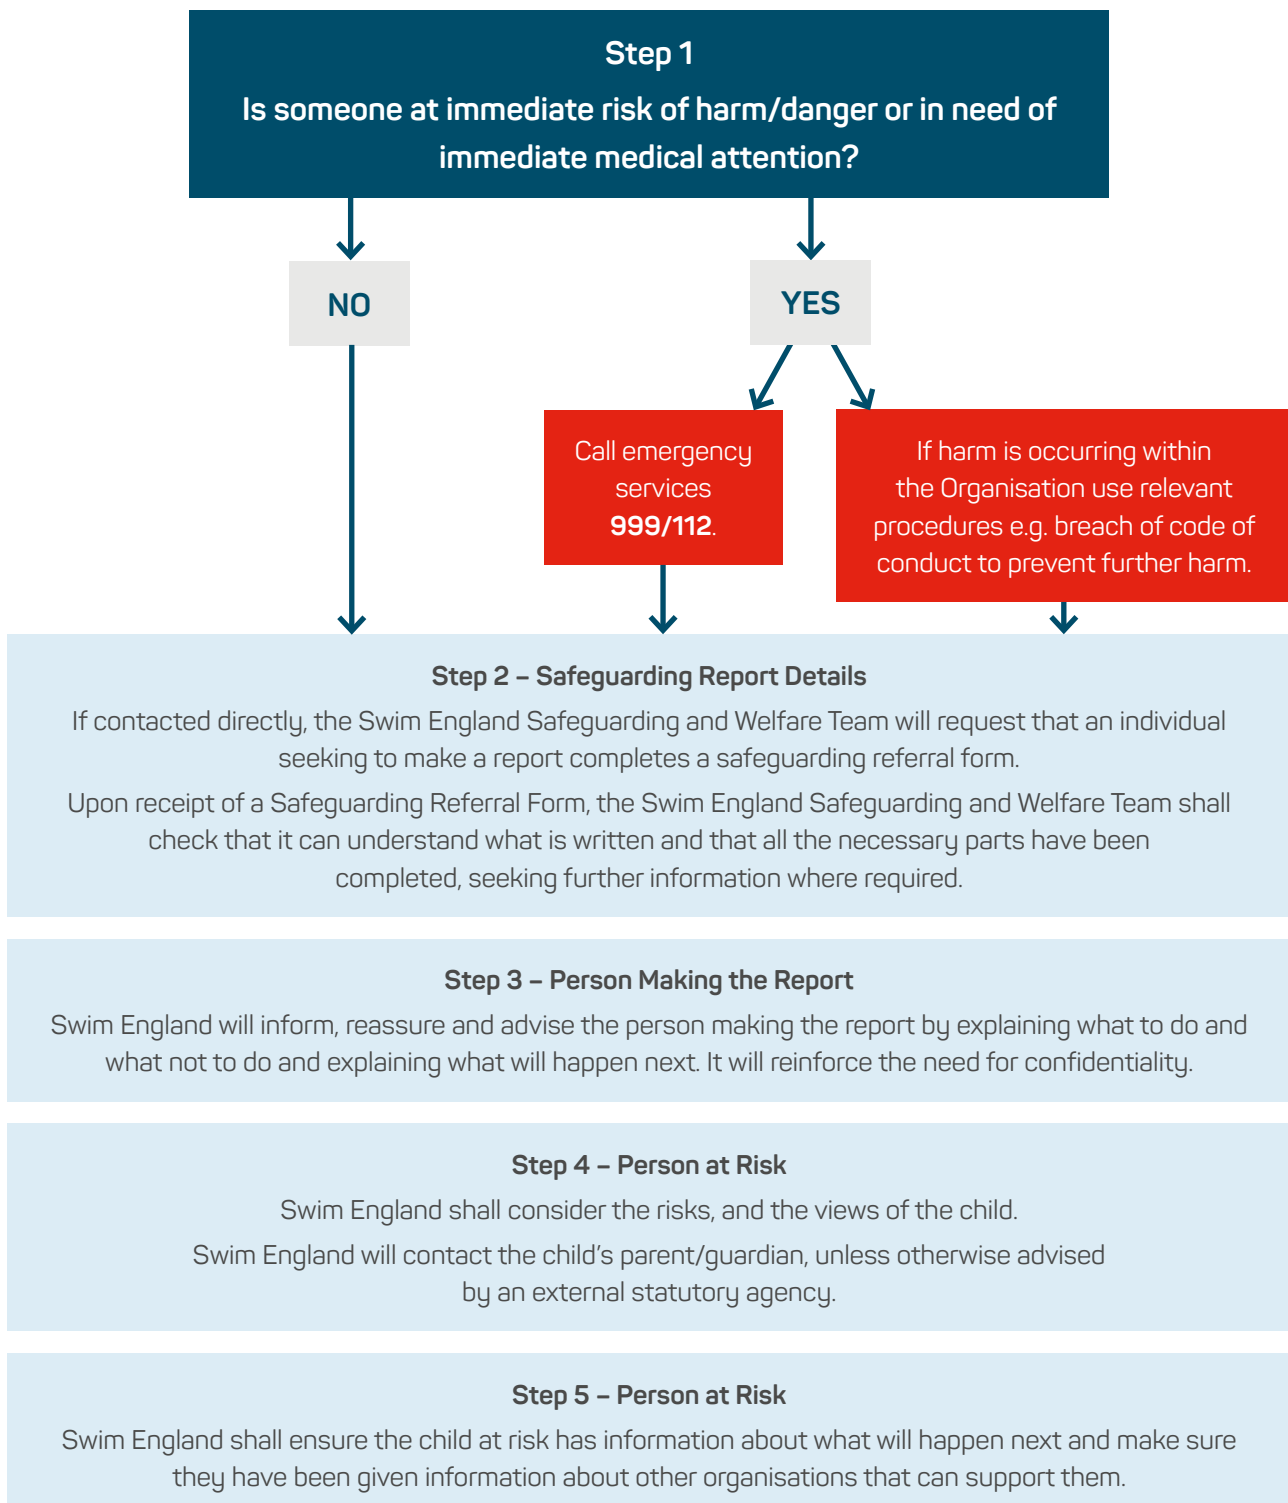 Step 1
Is someone at immediate risk of harm/danger or in need of
immediate medical attention?
NO
YES
Call emergency
services
999/112.
If harm is occurring within
the Organisation use relevant
procedures e.g. breach of code of
conduct to prevent further harm.
Step 2 – Safeguarding Report Details
If contacted directly, the Swim England Safeguarding and Welfare Team will request that an individual
seeking to make a report completes a safeguarding referral form.
Upon receipt of a Safeguarding Referral Form, the Swim England Safeguarding and Welfare Team shall
check that it can understand what is written and that all the necessary parts have been
completed, seeking further information where required.
Step 3 – Person Making the Report
Swim England will inform, reassure and advise the person making the report by explaining what to do and
what not to do and explaining what will happen next. It will reinforce the need for confidentiality.
Step 4 – Person at Risk
Swim England shall consider the risks, and the views of the child.
Swim England will contact the child's parent/guardian, unless otherwise advised
by an external statutory agency.
Step 5 – Person at Risk
Swim England shall ensure the child at risk has information about what will happen next and make sure
they have been given information about other organisations that can support them.